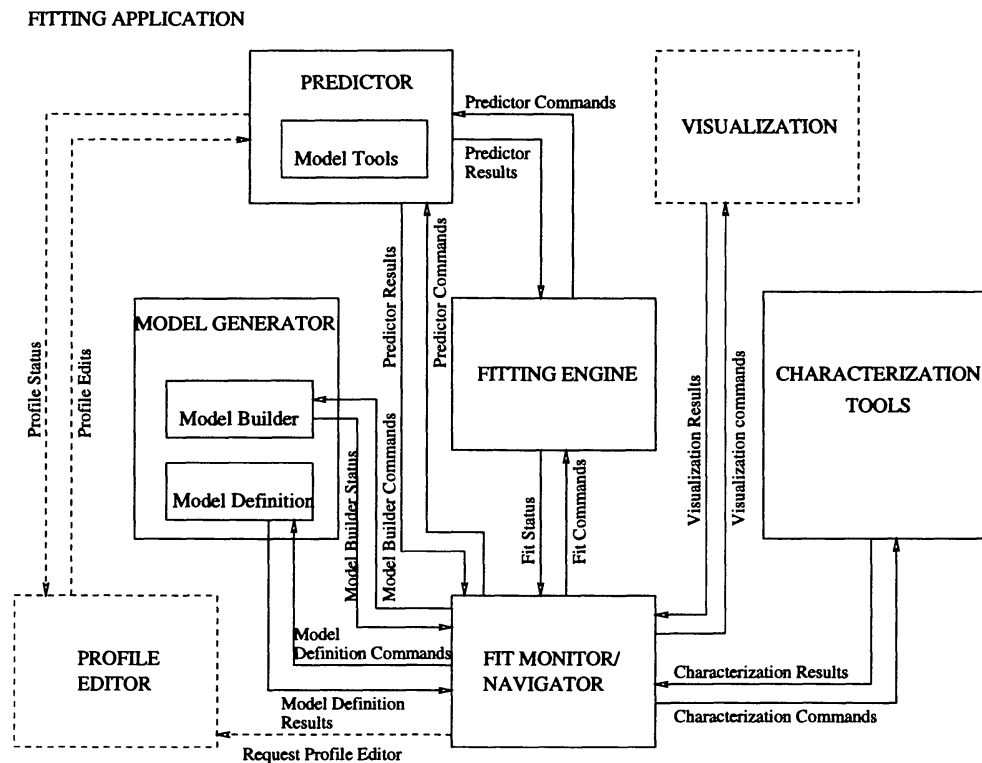 FITTING APPLICATION
PREDICTOR
Model Tools
Predictor Commands
Predictor
Results
VISUALIZATION
Profile Status
Profile Edits
MODEL GENERATOR
Model Builder
Model Definition
Predictor Results
Predictor Commands
FITTING ENGINE
CHARACTERIZATION
TOOLS
Model Builder Status
Model Builder Commands
Fit Status
Fit Commands
Visualization Results
Visualization commands
PROFILE
EDITOR
Model
Definition Commands
Model Definition
Results
FIT MONITOR/
NAVIGATOR
Characterization Results
Characterization Commands
Request Profile Editor